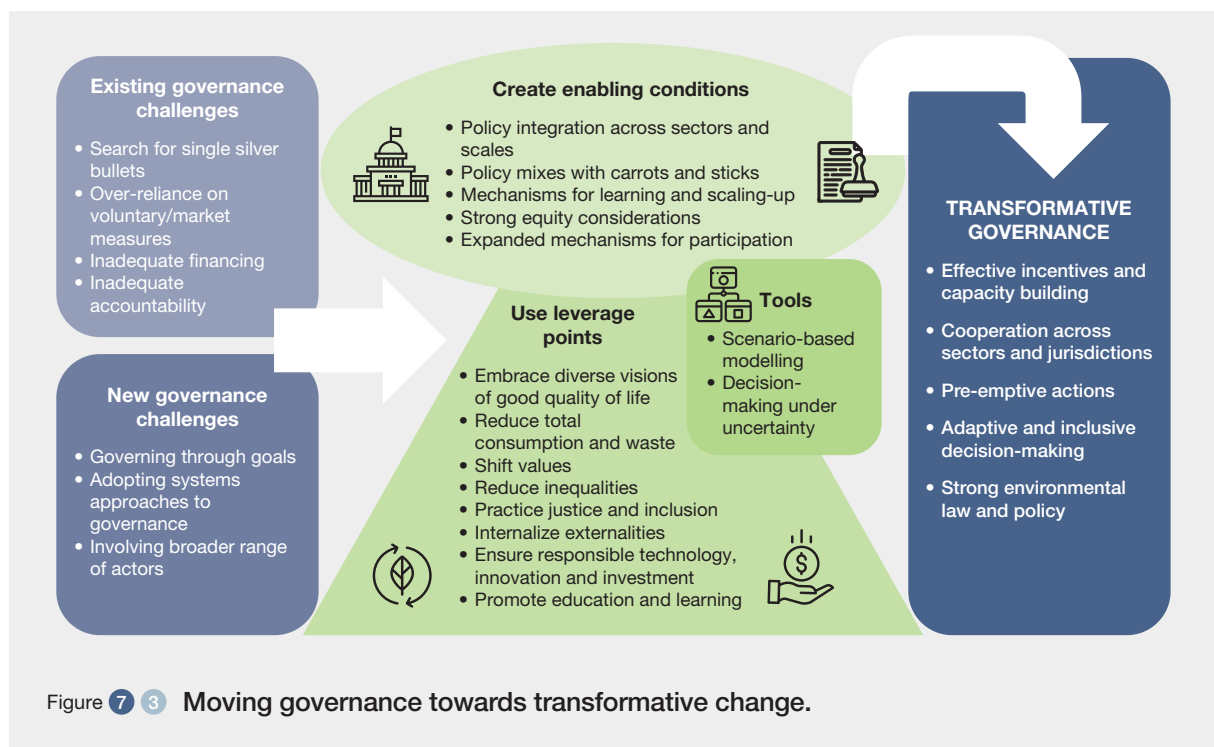 Existing governance
challenges
• Search for single silver
bullets
• Over-reliance on
voluntary/market
measures
• Inadequate financing
• Inadequate
accountability
New governance
challenges
• Governing through goals
• Adopting systems
approaches to
governance
• Involving broader range
of actors
Create enabling conditions
• Policy integration across sectors and
scales
• Policy mixes with carrots and sticks
• Mechanisms for learning and scaling-up
• Strong equity considerations
• Expanded mechanisms for participation
Use leverage
points
• Embrace diverse visions
of good quality of life
• Reduce total
consumption and waste
• Shift values
• Reduce inequalities
• Practice justice and inclusion
• Internalize externalities
• Ensure responsible technology,
innovation and investment
• Promote education and learning
$
Tools
• Scenario-based
modelling
• Decision-
making under
uncertainty
TRANSFORMATIVE
GOVERNANCE
• Effective incentives and
capacity building
• Cooperation across
sectors and jurisdictions
• Pre-emptive actions
• Adaptive and inclusive
decision-making
• Strong environmental
law and policy
Figure 7 3 Moving governance towards transformative change.